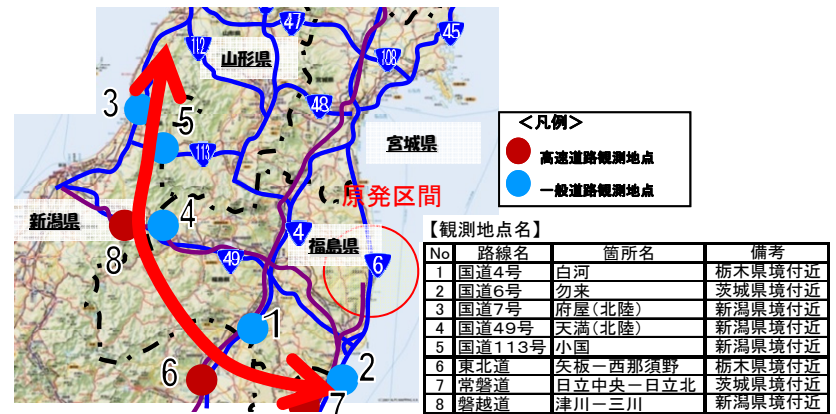 47
45
112
山形県
108
3
48
5
<凡例>
高速道路観測地点
一般道路観測地点
宮城県
113
原発区間
新潟県
4
4
福島県
8
49
6
【観測地点名】
No 路線名 箇所名 備考
1 国道4号 白河 栃木県境付近
2 国道6号 勿来 茨城県境付近
3 国道7号 府屋(北陸) 新潟県境付近
4 国道49号 天満(北陸) 新潟県境付近
5 国道113号 小国 新潟県境付近
6 東北道 矢板-西那須野 栃木県境付近
7 常磐道 日立中央-日立北 茨城県境付近
8 磐越道 津川-三川 新潟県境付近
1
6
2
7